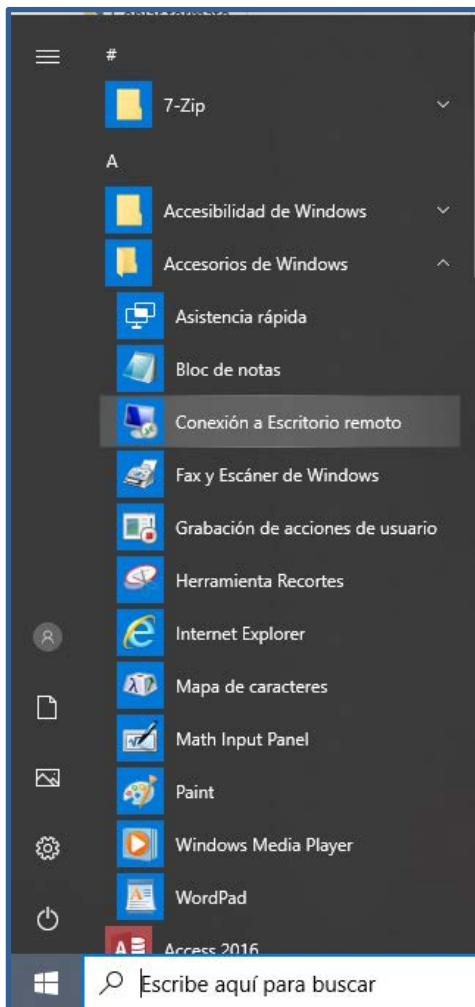 Copiar formato
#
7-Zip
A
Accesibilidad de Windows
Accesorios de Windows
Asistencia rápida
Bloc de notas
Conexión a Escritorio remoto
Fax y Escáner de Windows
Grabación de acciones de usuario
Herramienta Recortes
Internet Explorer
Mapa de caracteres
Math Input Panel
Paint
Windows Media Player
WordPad
Access 2016
Escribe aquí para buscar